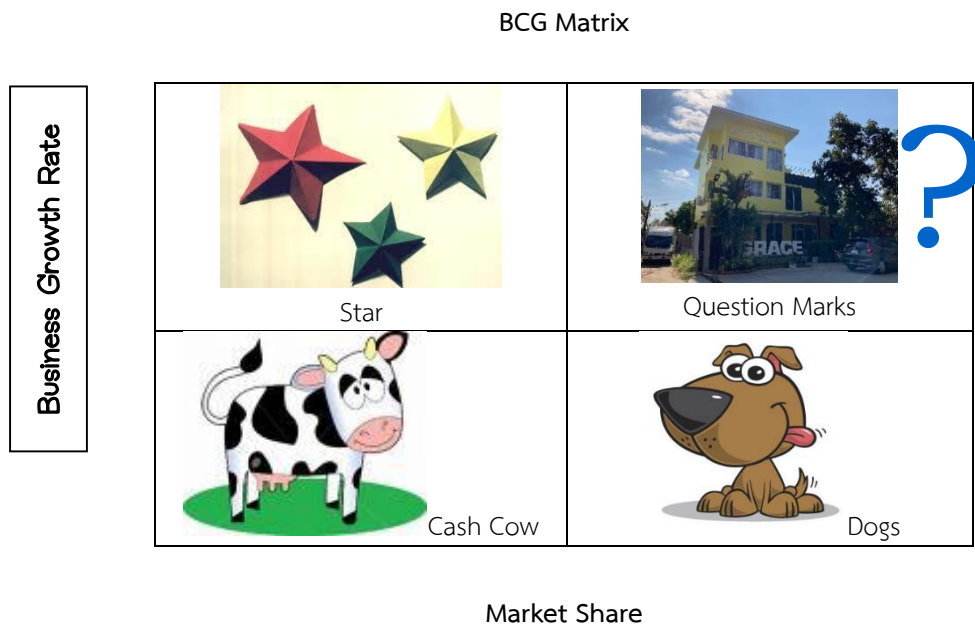 BCG Matrix
Business Growth Rate
GRACE
?
Star
Question Marks
Cash Cow
Dogs
Market Share